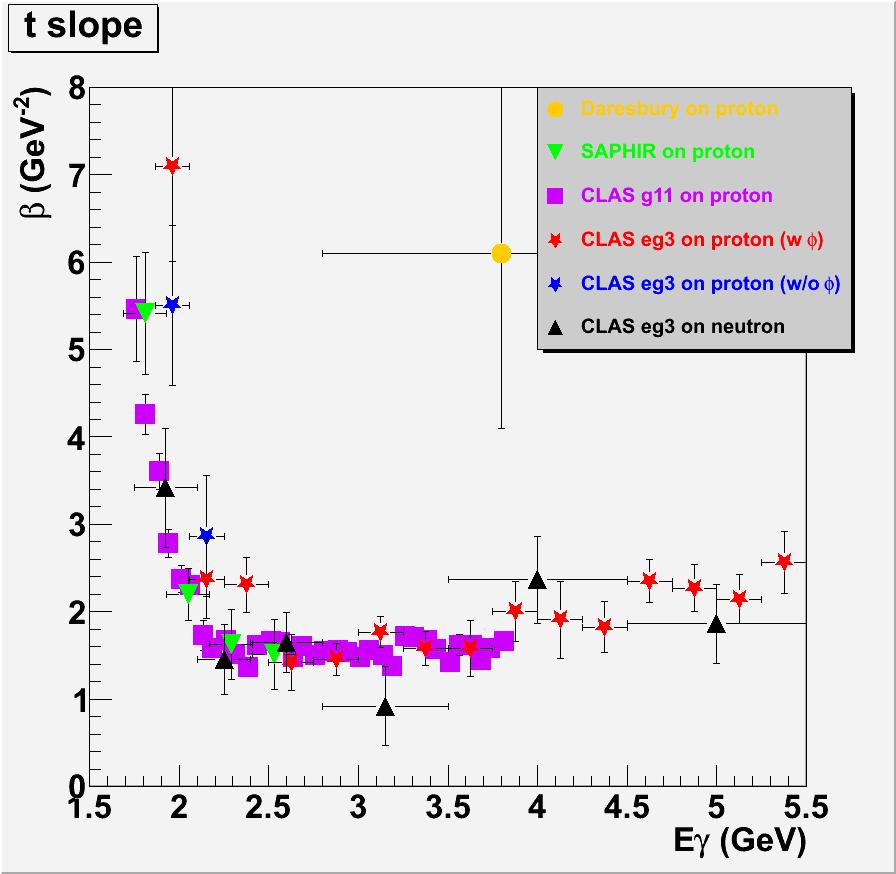 t slope
β (GeV-2)
8
7
6
5
4
3
2
1
0
1.5 2 2.5 3 3.5 4 4.5 5 5.5
Eγ (GeV)
Daresbury on proton
SAPHIR on proton
CLAS g11 on proton
CLAS eg3 on proton (w ϕ)
CLAS eg3 on proton (w/o ϕ)
CLAS eg3 on neutron